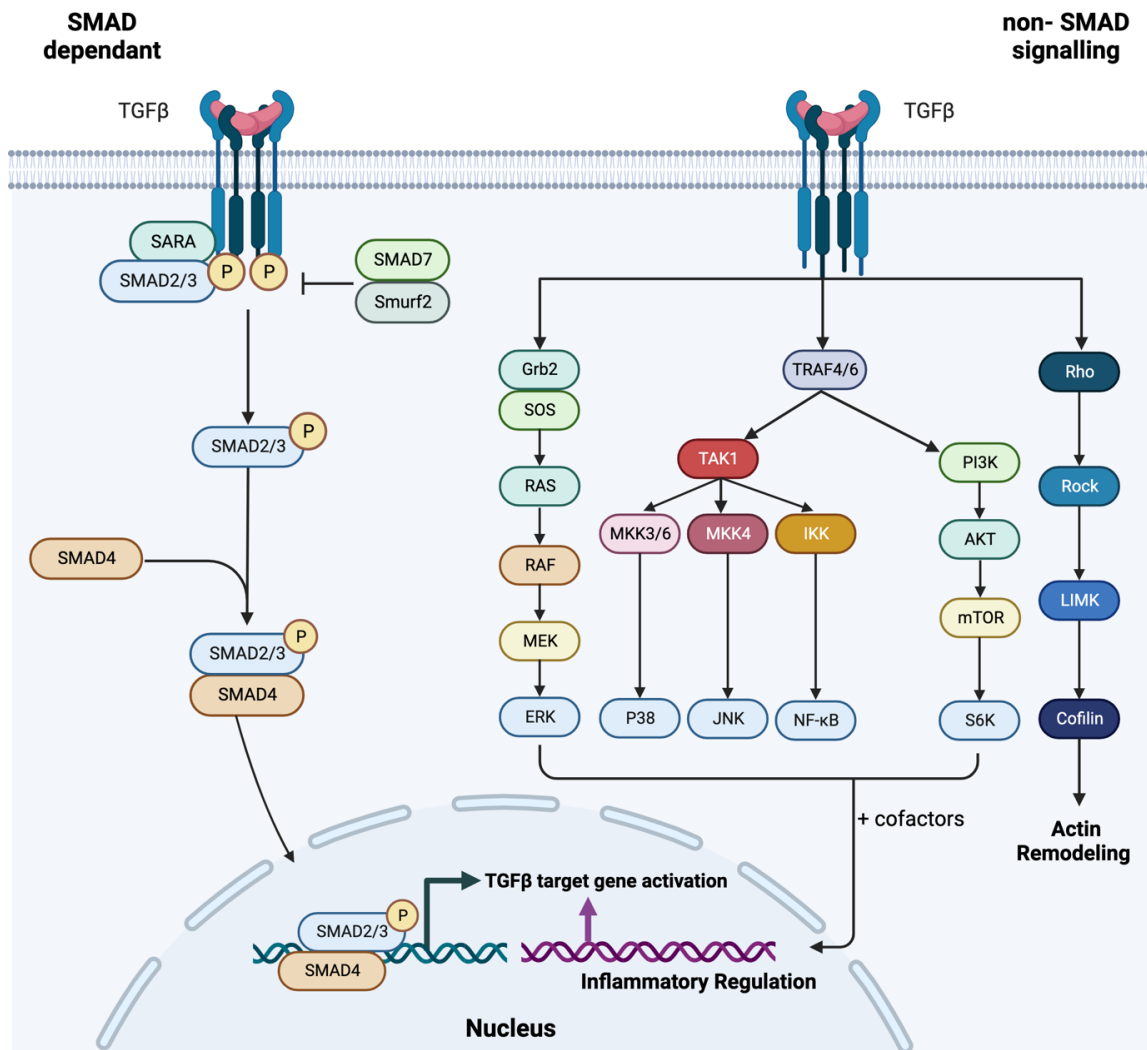 SMAD
dependant
non- SMAD
signalling
TGFβ
TGFβ
SARA
SMAD2/3
P
P
SMAD7
Smurf2
SMAD2/3
P
SMAD4
SMAD2/3
P
SMAD4
Grb2
SOS
RAS
RAF
MEK
ERK
TRAF4/6
TAK1
MKK3/6
MKK4
IKK
P38
JNK
NF-κB
PI3K
AKT
mTOR
S6K
Rho
Rock
LIMK
Cofilin
Actin
Remodeling
+ cofactors
TGFβ target gene activation
SMAD2/3
P
SMAD4
Inflammatory Regulation
Nucleus